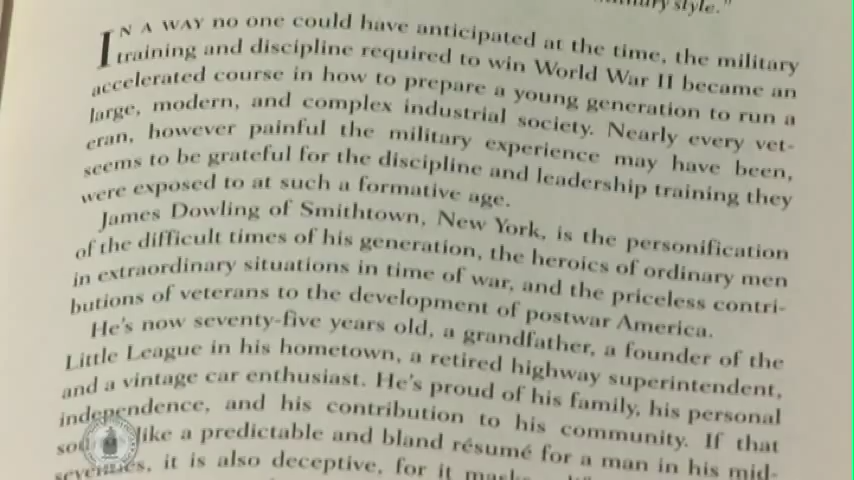 military style."
IN A WAY no one could have anticipated at the time, the military
training and discipline required to win World War II became an
accelerated course in how to prepare a young generation to run a
large, modern, and complex industrial society. Nearly every vet-
eran, however painful the military experience may have been,
seems to be grateful for the discipline and leadership training they
were exposed to at such a formative age.
James Dowling of Smithtown, New York, is the personification
of the difficult times of his generation, the heroics of ordinary men
in extraordinary situations in time of war, and the priceless contri-
butions of veterans to the development of postwar America.
He's now seventy-five years old, a grandfather, a founder of the
Little League in his hometown, a retired highway superintendent,
and a vintage car enthusiast. He's proud of his family, his personal
independence, and his contribution to his community. If that
like a predictable and bland résumé for a man in his mid-
seventies, it is also deceptive, for it